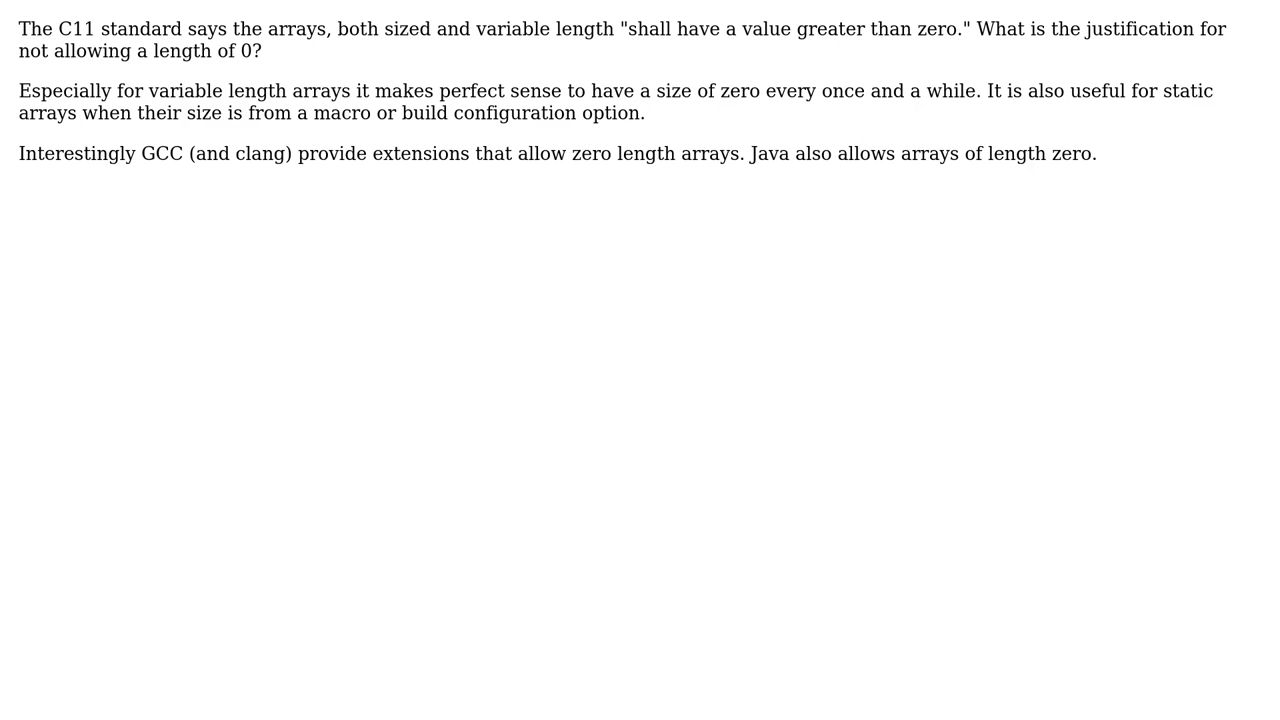 The C11 standard says the arrays, both sized and variable length "shall have a value greater than zero." What is the justification for
not allowing a length of 0?
Especially for variable length arrays it makes perfect sense to have a size of zero every once and a while. It is also useful for static
arrays when their size is from a macro or build configuration option.
Interestingly GCC (and clang) provide extensions that allow zero length arrays. Java also allows arrays of length zero.